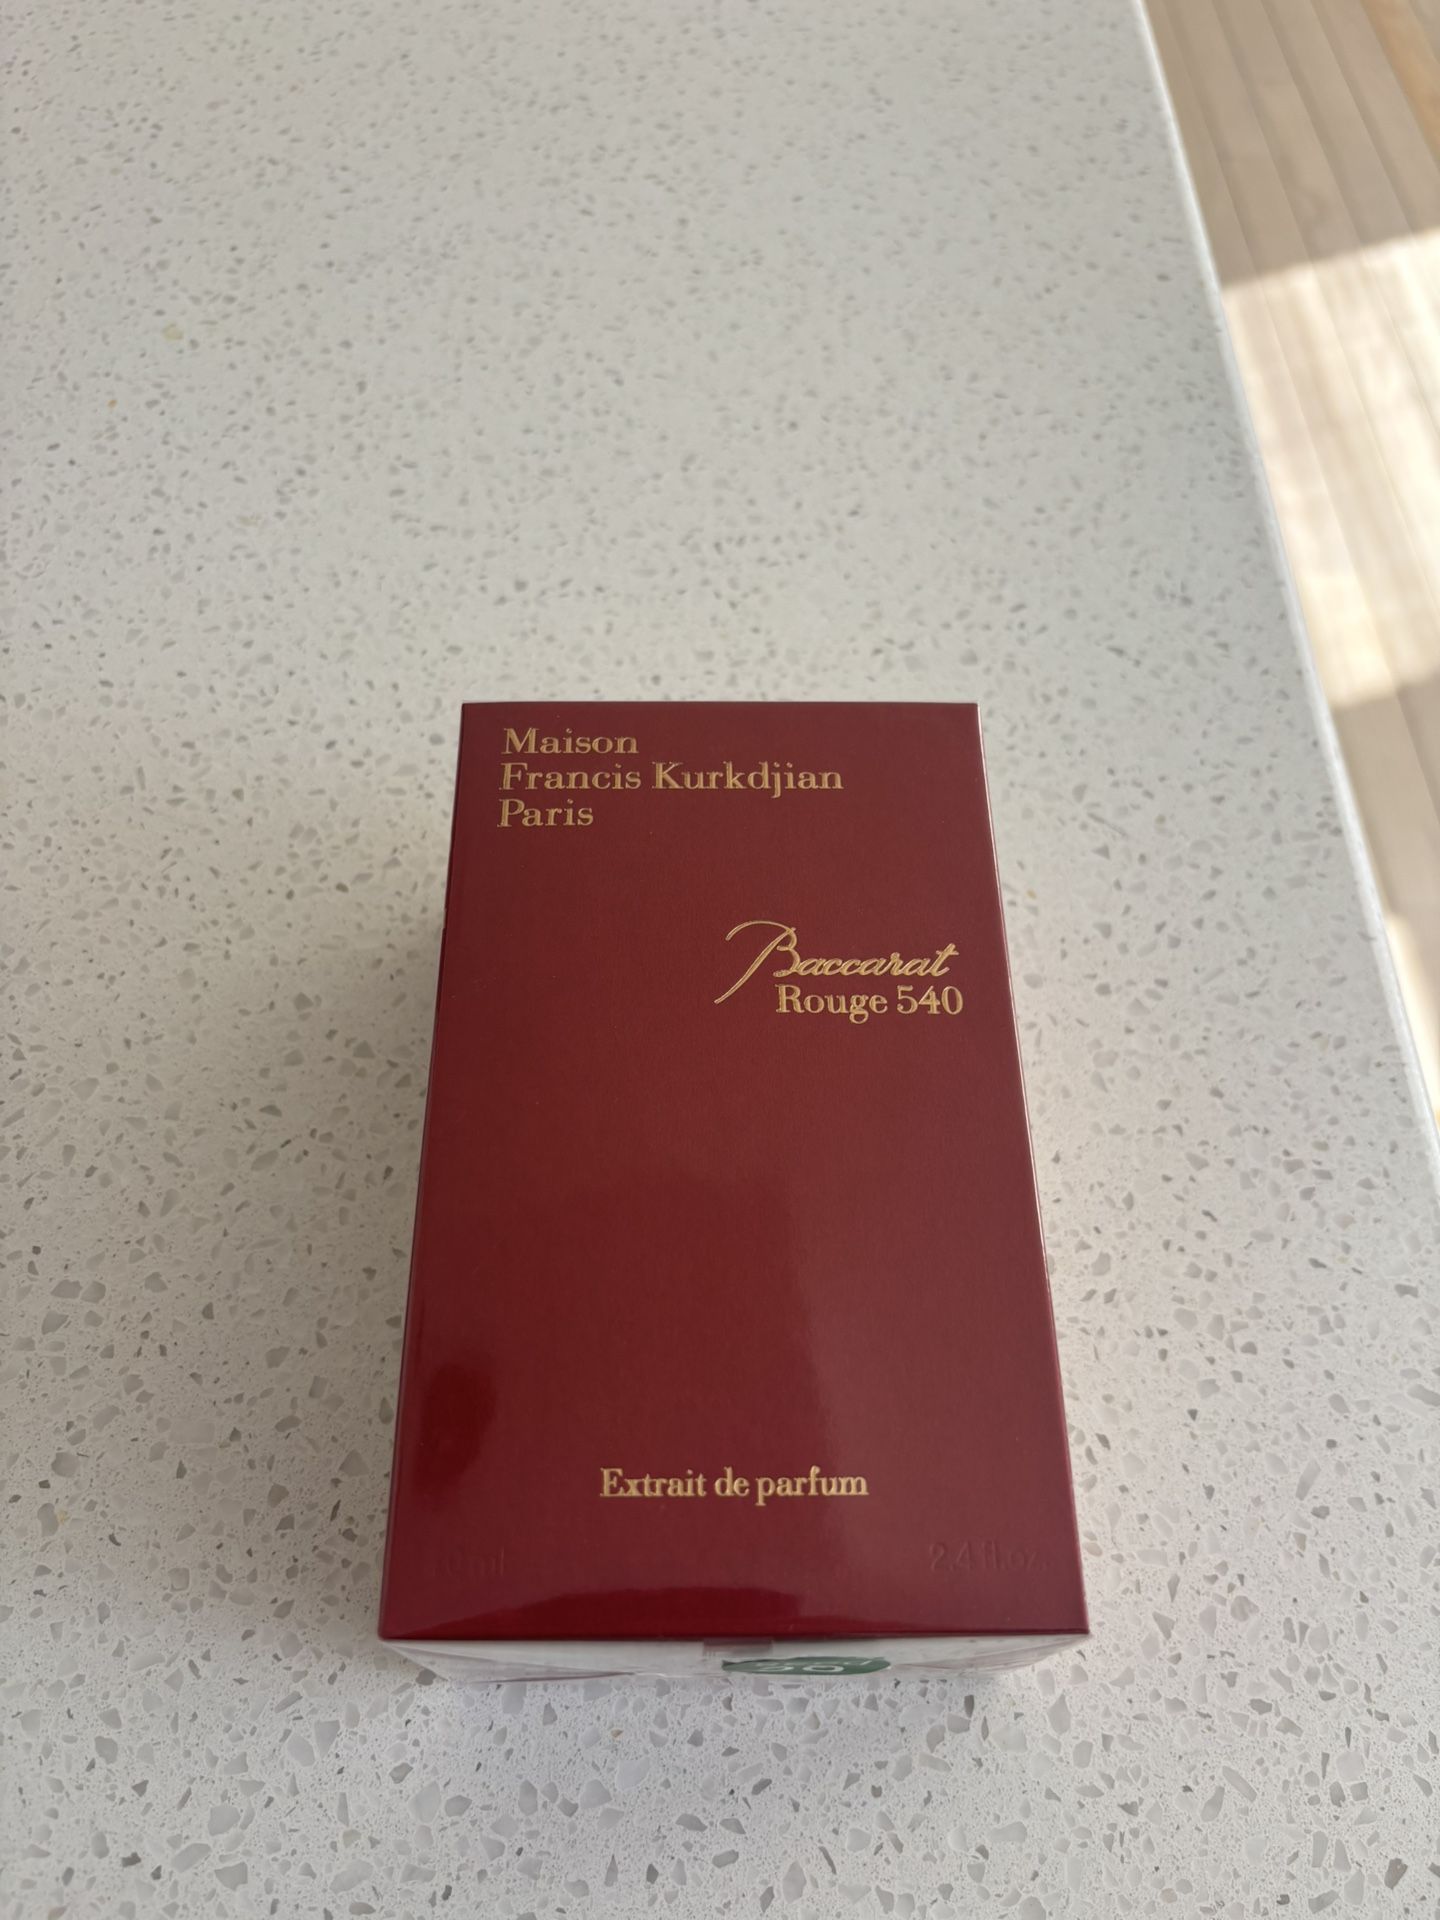 Maison
Francis Kurkdjian
Paris
Baccarat
Rouge 540
Extrait de parfum
2.4 fl.oz.